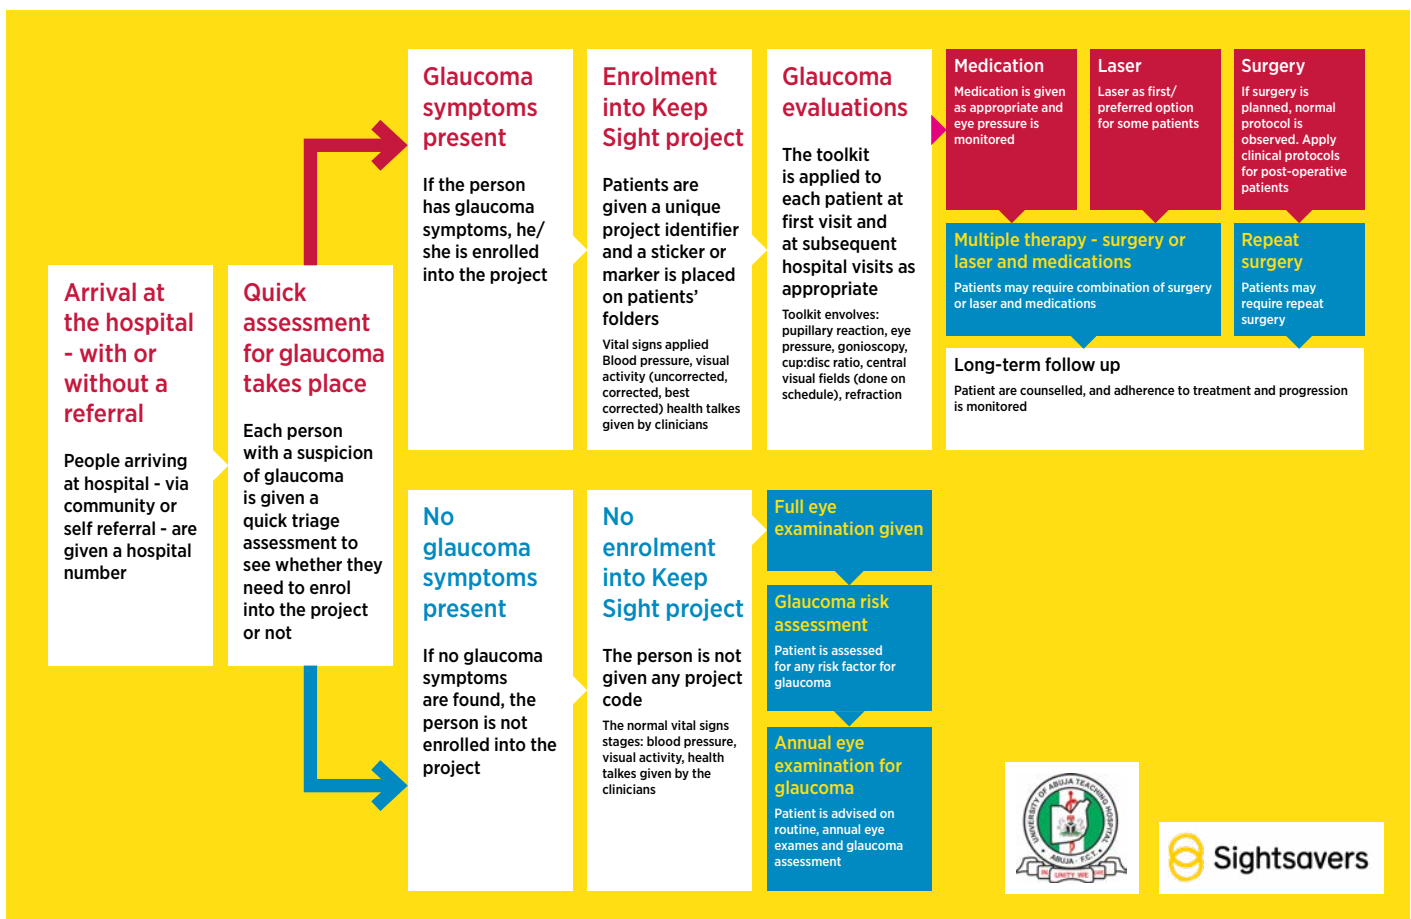 Arrival at
the hospital
- with or
without a
referral
People arriving
at hospital - via
community or
self referral - are
given a hospital
number
Quick
assessment
for glaucoma
takes place
Each person
with a suspicion
of glaucoma
is given a
quick triage
assessment to
see whether they
need to enrol
into the project
or not
Glaucoma
symptoms
present
If the person
has glaucoma
symptoms, he/
she is enrolled
into the project
Enrolment
into Keep
Sight project
Patients are
given a unique
project identifier
and a sticker or
marker is placed
on patients'
folders
Vital signs applied
Blood pressure, visual
activity (uncorrected,
corrected, best
corrected) health talkes
given by clinicians
Glaucoma
evaluations
The toolkit
is applied to
each patient at
first visit and
at subsequent
hospital visits as
appropriate
Toolkit envolves:
pupillary reaction, eye
pressure, gonioscopy,
cup:disc ratio, central
visual fields (done on
schedule), refraction
Medication
Medication is given
as appropriate and
eye pressure is
monitored
Laser
Laser as first/
preferred option
for some patients
Surgery
If surgery is
planned, normal
protocol is
observed. Apply
clinical protocols
for post-operative
patients
Multiple therapy - surgery or
laser and medications
Patients may require combination of surgery
or laser and medications
Repeat
surgery
Patients may
require repeat
surgery
Long-term follow up
Patient are counselled, and adherence to treatment and progression
is monitored
No
glaucoma
symptoms
present
If no glaucoma
symptoms
are found, the
person is not
enrolled into the
project
No
enrolment
into Keep
Sight project
The person is not
given any project
code
The normal vital signs
stages: blood pressure,
visual activity, health
talkes given by the
clinicians
Full eye
examination given
Glaucoma risk
assessment
Patient is assessed
for any risk factor for
glaucoma
Annual eye
examination for
glaucoma
Patient is advised on
routine, annual eye
exames and glaucoma
assessment
UNIVERSITY OF ABUJA TEACHING HOSPITAL
ABUJA - F.C.T.
IN UNITY WE
Sightsavers